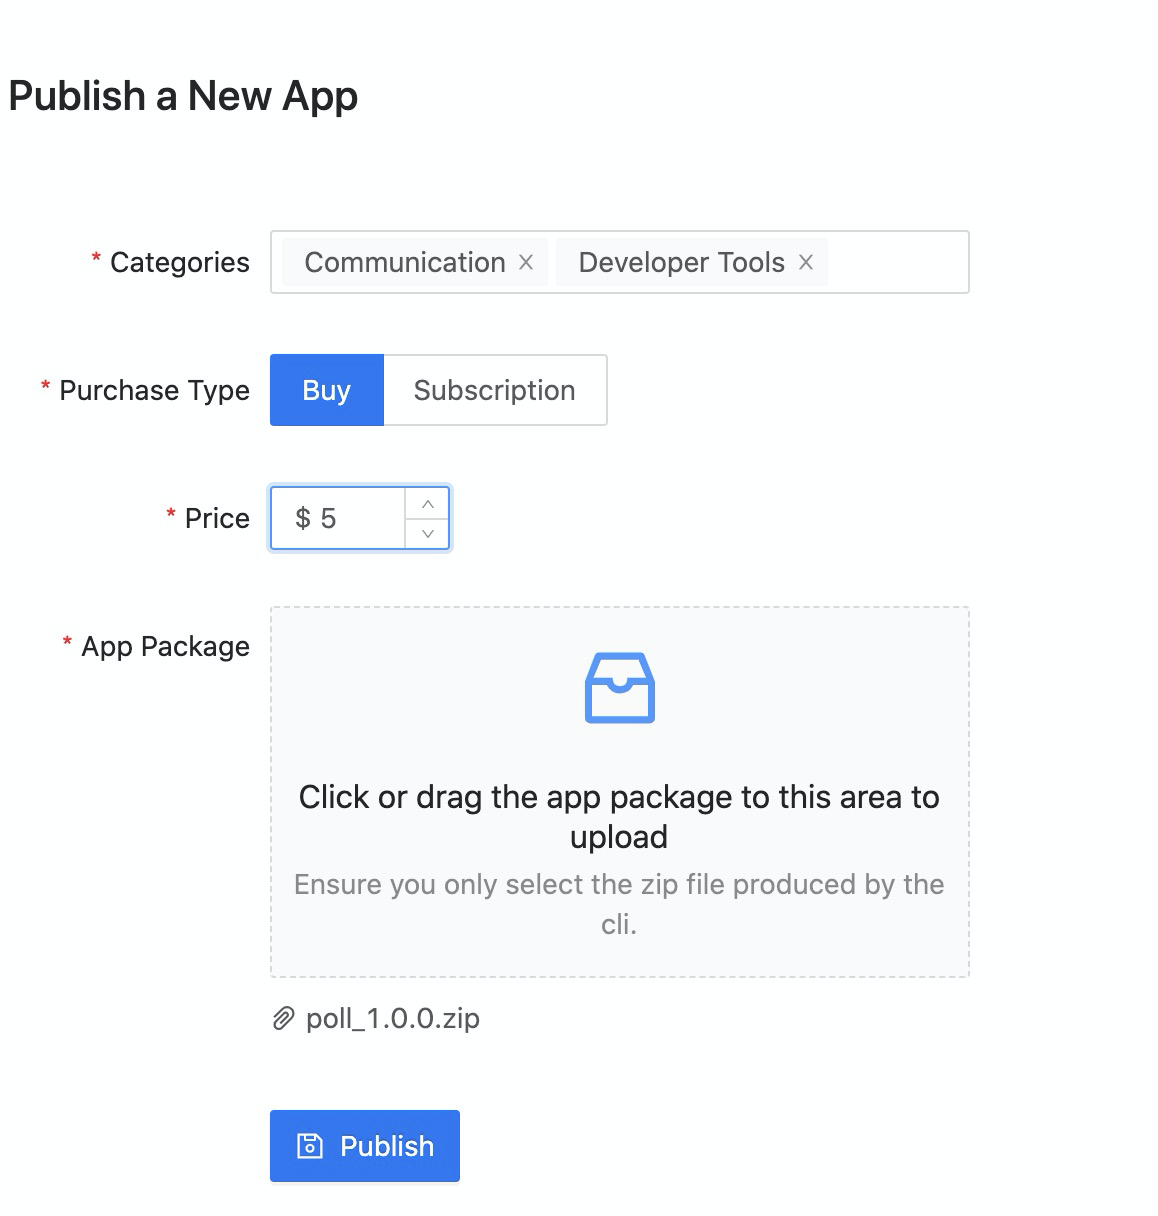 Publish a New App
* Categories
Communication
Developer Tools
* Purchase Type
Buy
Subscription
* Price
$ 5
* App Package
Click or drag the app package to this area to
upload
Ensure you only select the zip file produced by the
cli.
poll_1.0.0.zip
Publish